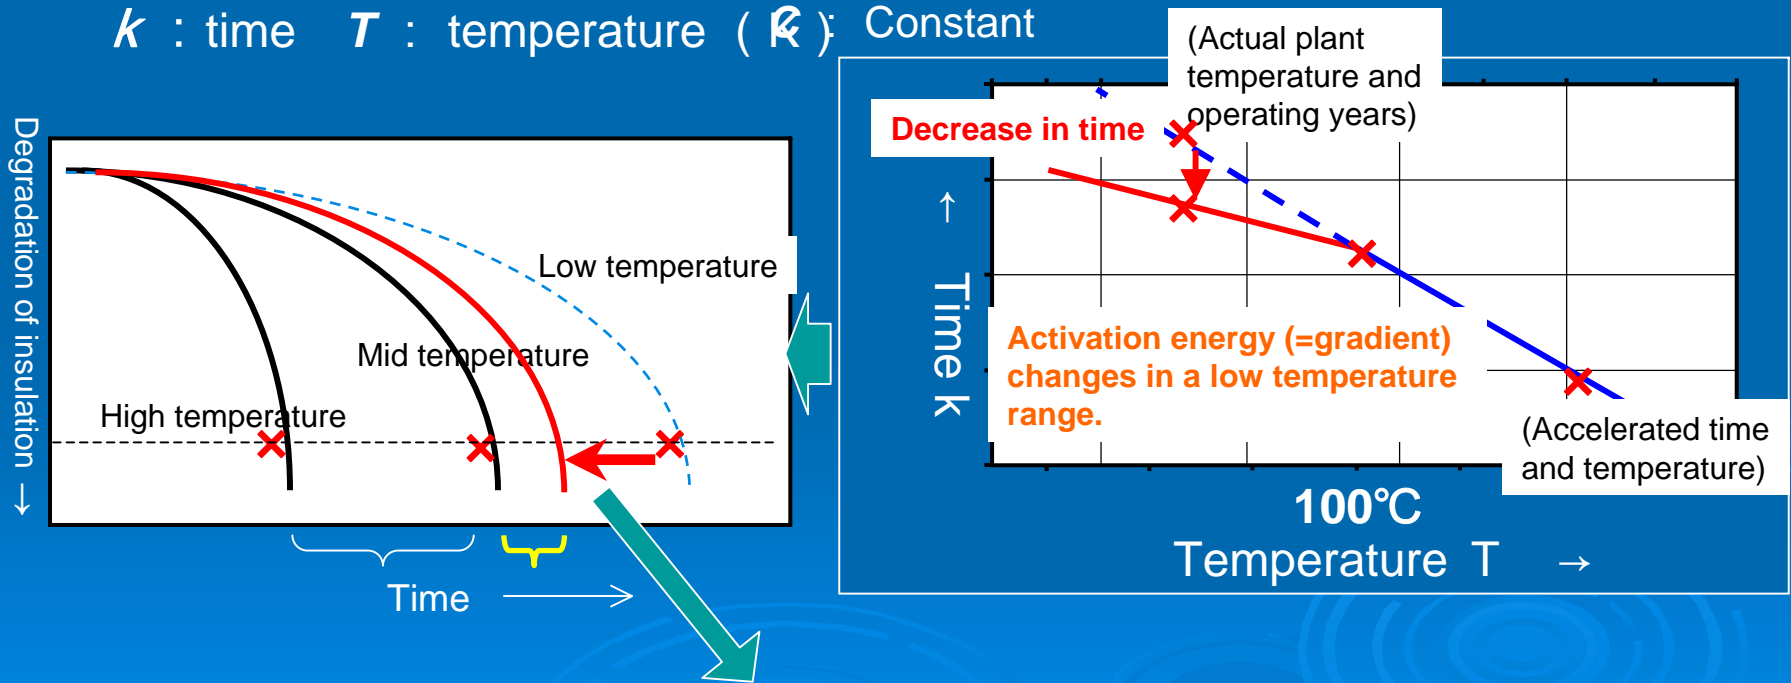 k : time T : temperature ( K ) C : Constant
(Actual plant
temperature and
operating years)
Decrease in time
Degradation of insulation →
Low temperature
Mid temperature
High temperature
Time
← Time k
Activation energy (=gradient)
changes in a low temperature
range.
(Accelerated time
and temperature)
100℃
Temperature T →